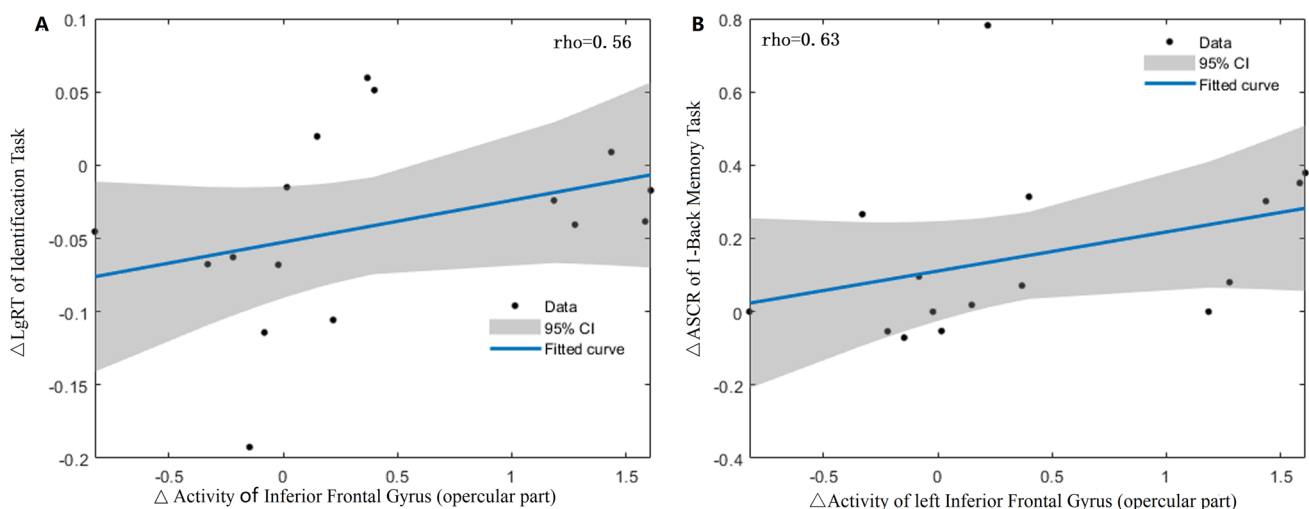 A
rho=0.56
0.1
0.05
0
-0.05
-0.1
-0.15
-0.2
△LgRT of Identification Task
Data
95% CI
Fitted curve
-0.5
0
0.5
1
1.5
△ Activity of Inferior Frontal Gyrus (opercular part)
B
rho=0.63
0.8
0.6
0.4
0.2
0
-0.2
-0.4
△ASCR of 1-Back Memory Task
Data
95% CI
Fitted curve
-0.5
0
0.5
1
1.5
△Activity of left Inferior Frontal Gyrus (opercular part)